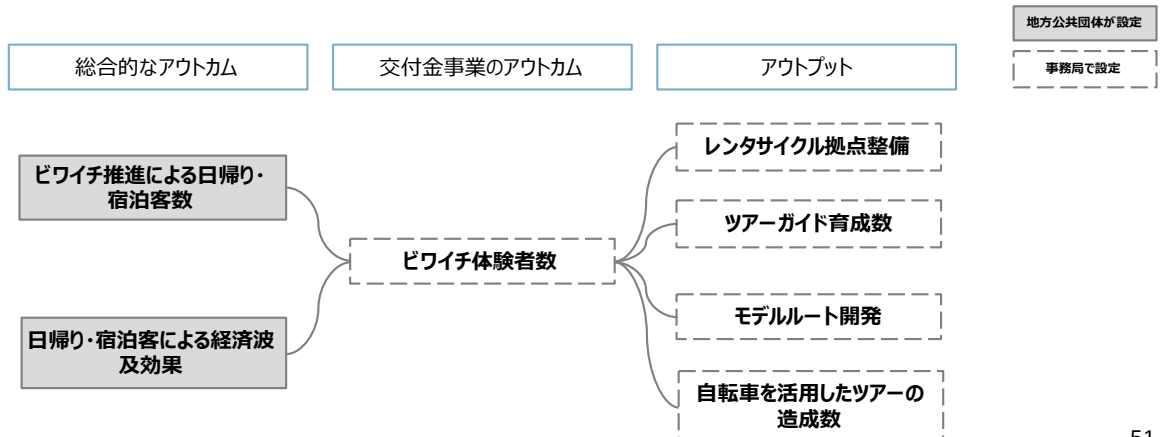 地方公共団体が設定
事務局で設定
総合的なアウトカム
交付金事業のアウトカム
アウトプット
ビワイチ推進による日帰り・
宿泊客数
日帰り・宿泊客による経済波
及効果
ビワイチ体験者数
レンタサイクル拠点整備
ツアーガイド育成数
モデルルート開発
自転車を活用したツアーの
造成数
51